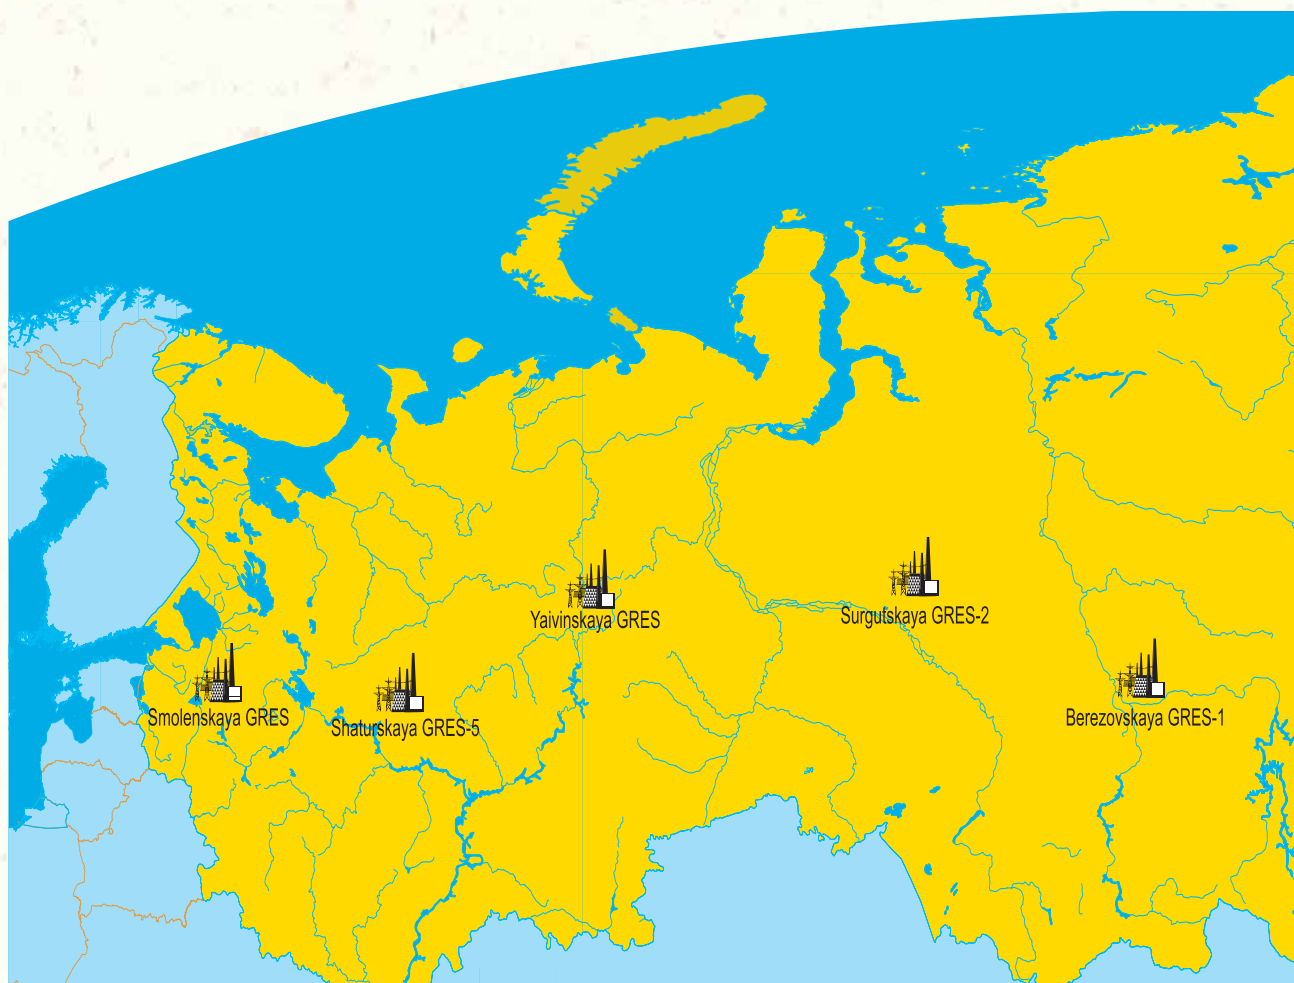 Yaivinskaya GRES
Surgutskaya GRES-2
Smolenskaya GRES
Shaturskaya GRES-5
Berezovskaya GRES-1